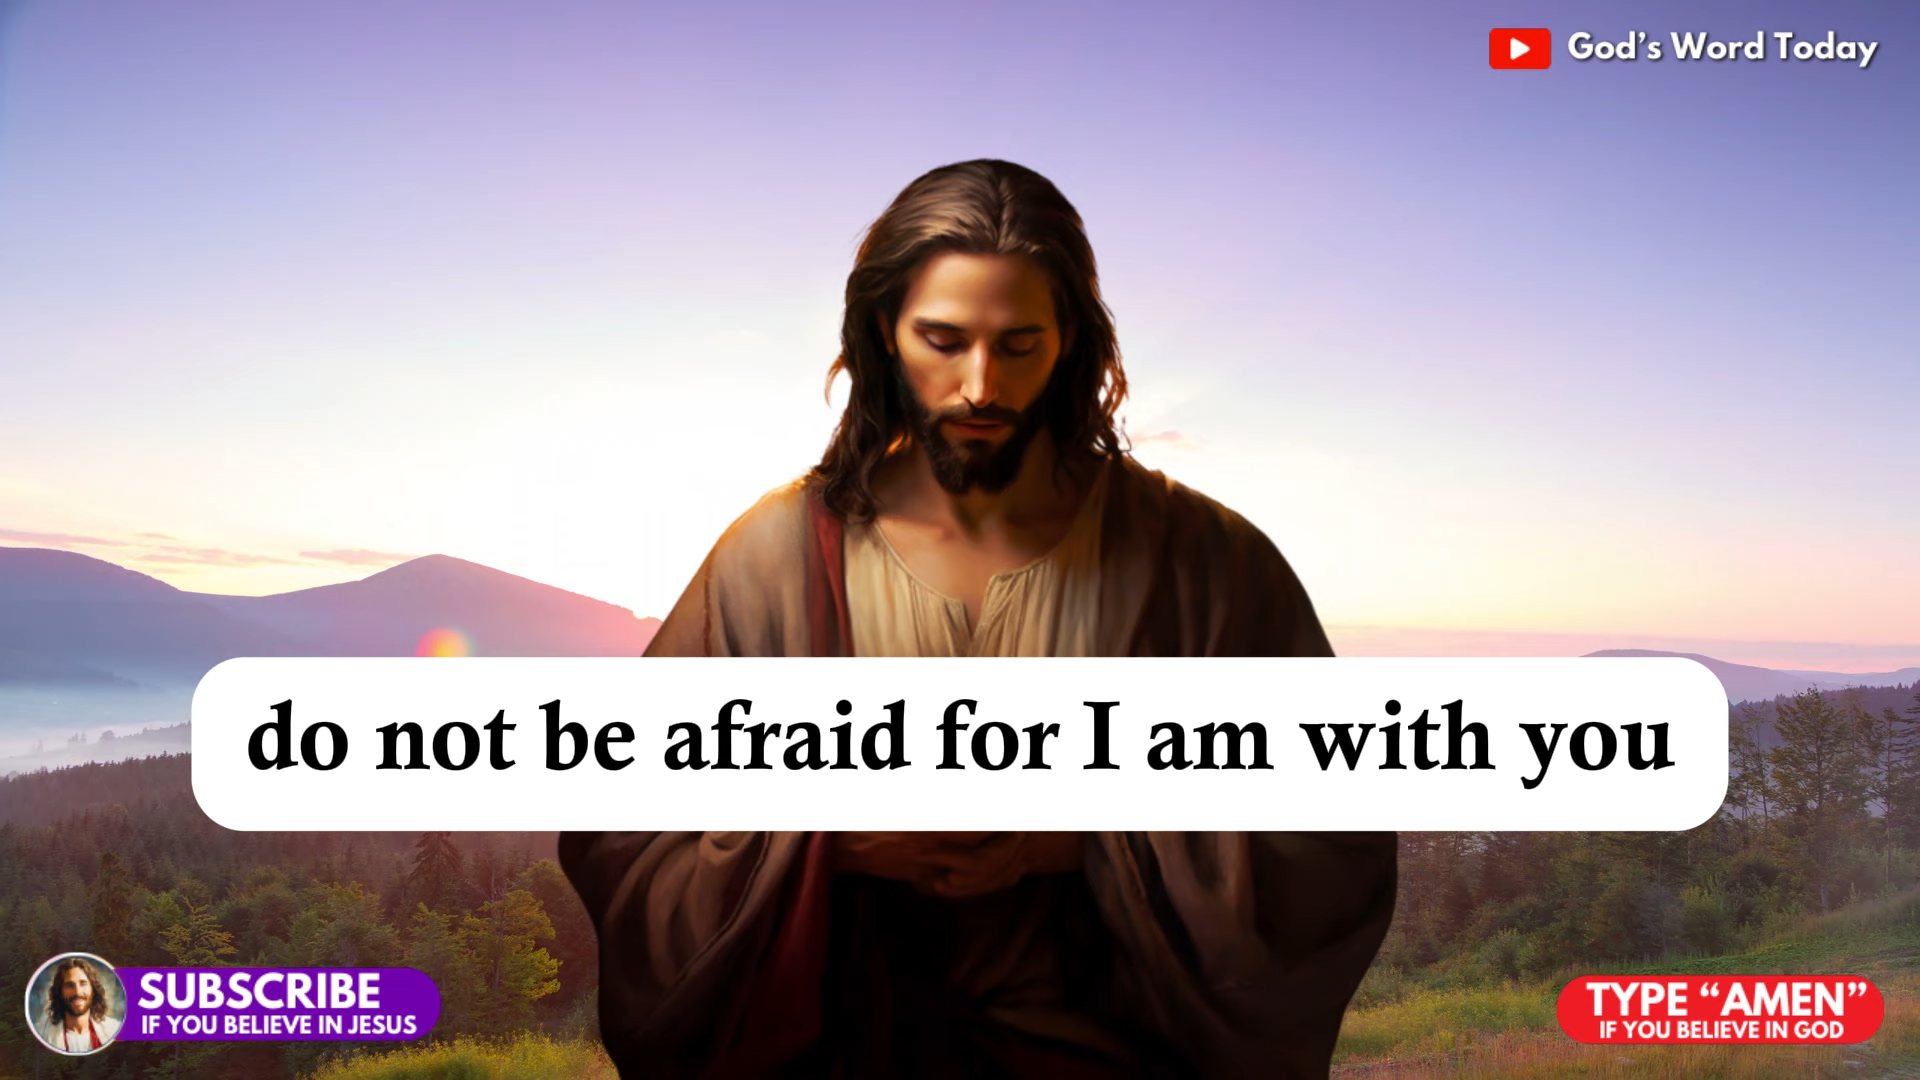 God's Word Today
do not be afraid for I am with you
SUBSCRIBE
IF YOU BELIEVE IN JESUS
TYPE “AMEN”
IF YOU BELIEVE IN GOD